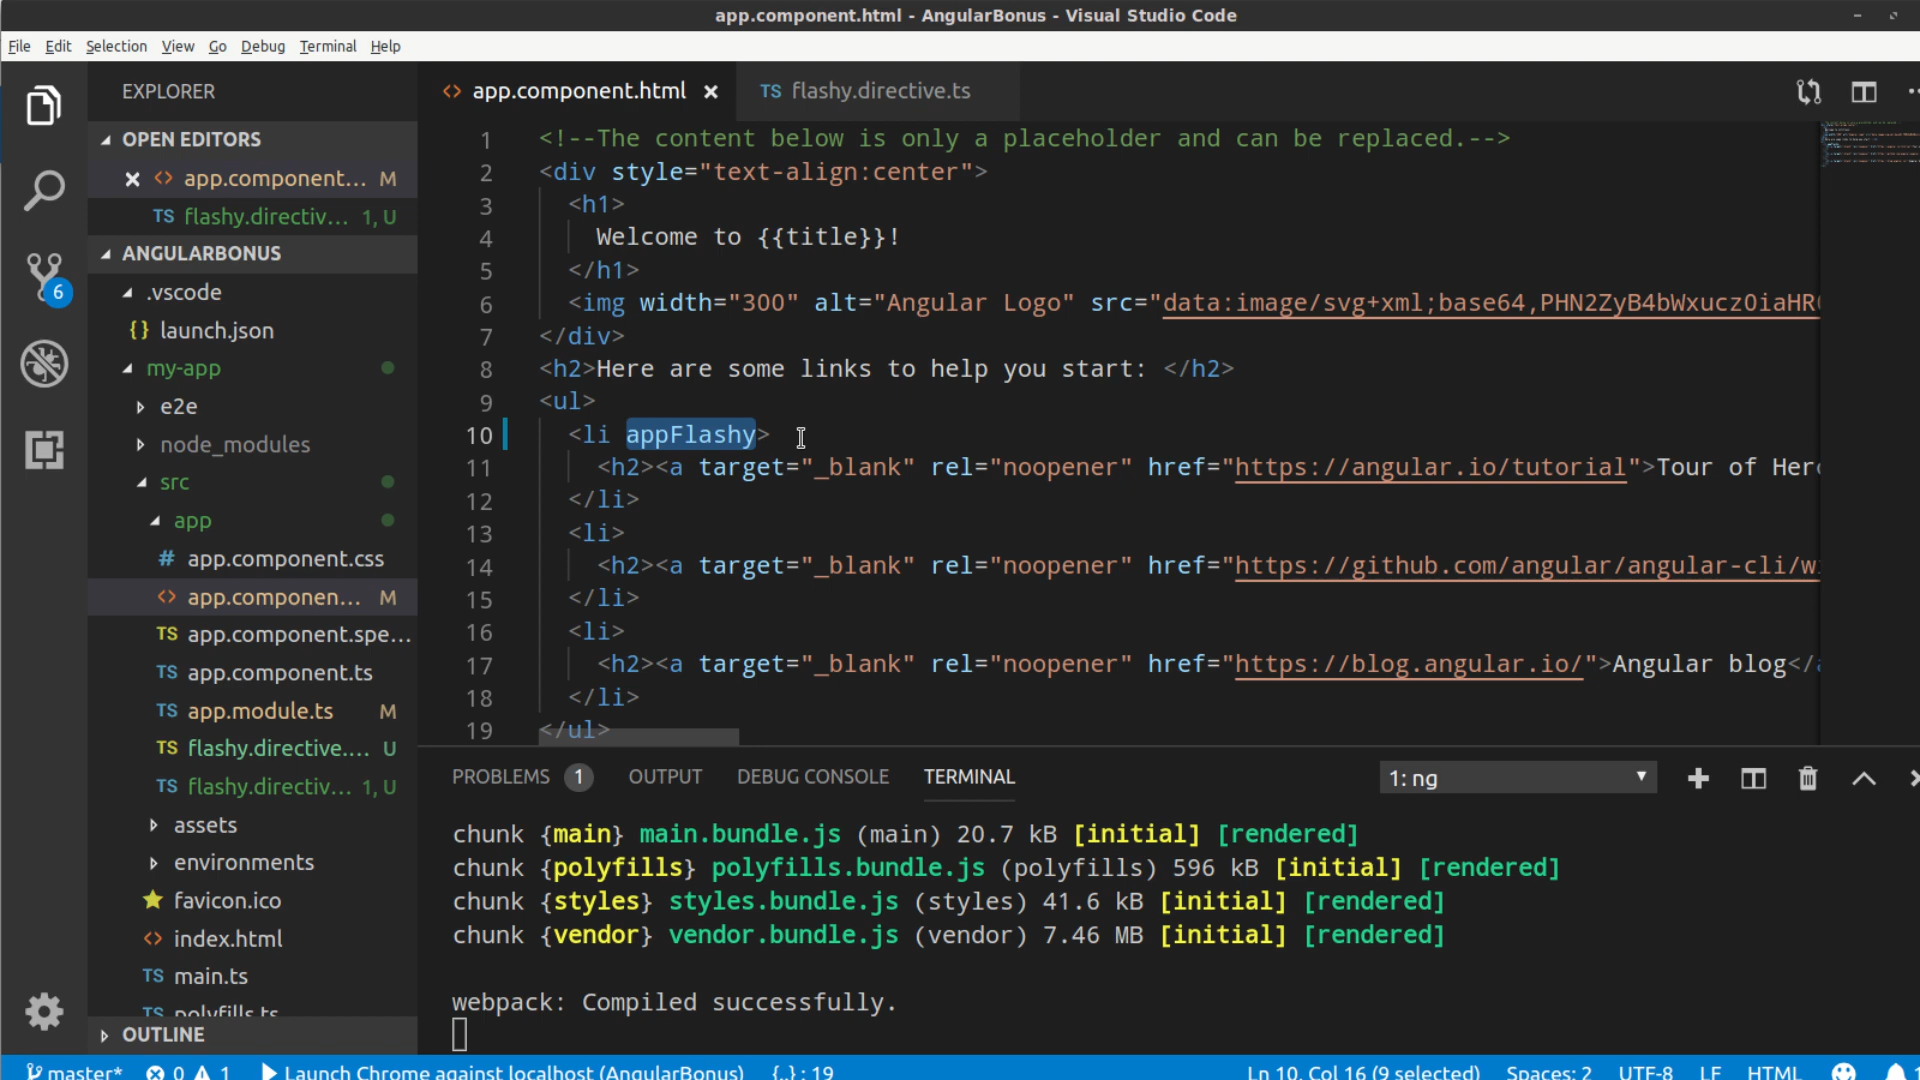 app.component.html - AngularBonus - Visual Studio Code
File Edit Selection View Go Debug Terminal Help
EXPLORER
OPEN EDITORS
app.component... M
TS flashy.directiv... 1, U
ANGULARBONUS
.vscode
{} launch.json
my-app
e2e
node_modules
src
app
# app.component.css
<> app.componen... M
TS app.component.spe...
TS app.component.ts
TS app.module.ts M
TS flashy.directive.... U
TS flashy.directiv... 1, U
assets
environments
favicon.ico
<> index.html
TS main.ts
TS polyfills.ts
OUTLINE
6
<> app.component.html
TS flashy.directive.ts
1 <!--The content below is only a placeholder and can be replaced.-->
2 <div style="text-align:center">
3 <h1>
4 Welcome to {{title}}!
5 </h1>
6 <img width="300" alt="Angular Logo" src="data:image/svg+xml;base64,PHN2ZyB4bWxucz0iaHR
7 </div>
8 <h2>Here are some links to help you start: </h2>
9 <ul>
10 <li appFlashy>
11 <h2><a target="_blank" rel="noopener" href="https://angular.io/tutorial">Tour of Her
12 </li>
13 <li>
14 <h2><a target="_blank" rel="noopener" href="https://github.com/angular/angular-cli/w
15 </li>
16 <li>
17 <h2><a target="_blank" rel="noopener" href="https://blog.angular.io/">Angular blog</a
18 </li>
19 </ul>
PROBLEMS 1 OUTPUT DEBUG CONSOLE TERMINAL 1: ng
chunk {main} main.bundle.js (main) 20.7 kB [initial] [rendered]
chunk {polyfills} polyfills.bundle.js (polyfills) 596 kB [initial] [rendered]
chunk {styles} styles.bundle.js (styles) 41.6 kB [initial] [rendered]
chunk {vendor} vendor.bundle.js (vendor) 7.46 MB [initial] [rendered]
webpack: Compiled successfully.
master* 0 1 Launch Chrome against localhost (AngularBonus) {..} : 19 Ln 10, Col 16 (9 selected) Spaces: 2 UTF-8 LF HTML 1